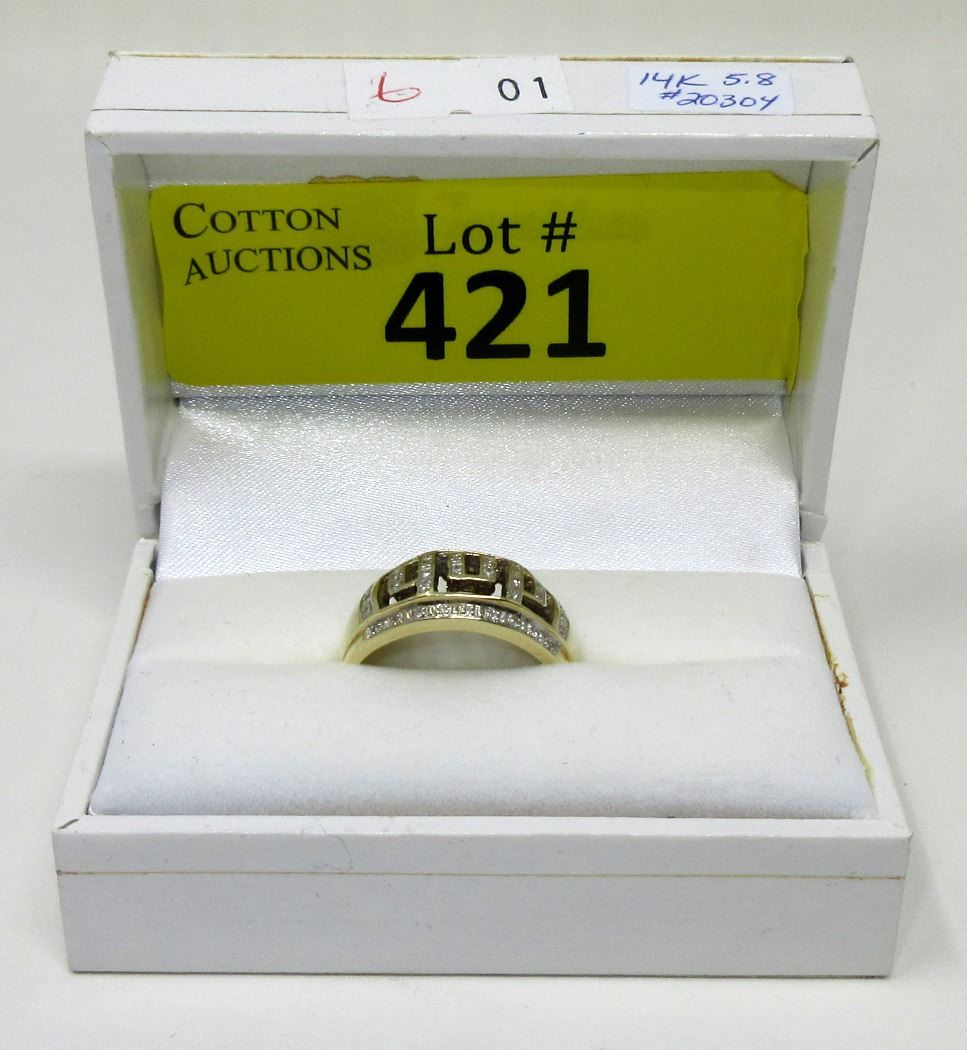 6 01
14K 5.8
#20304
COTTON
AUCTIONS
Lot #
421